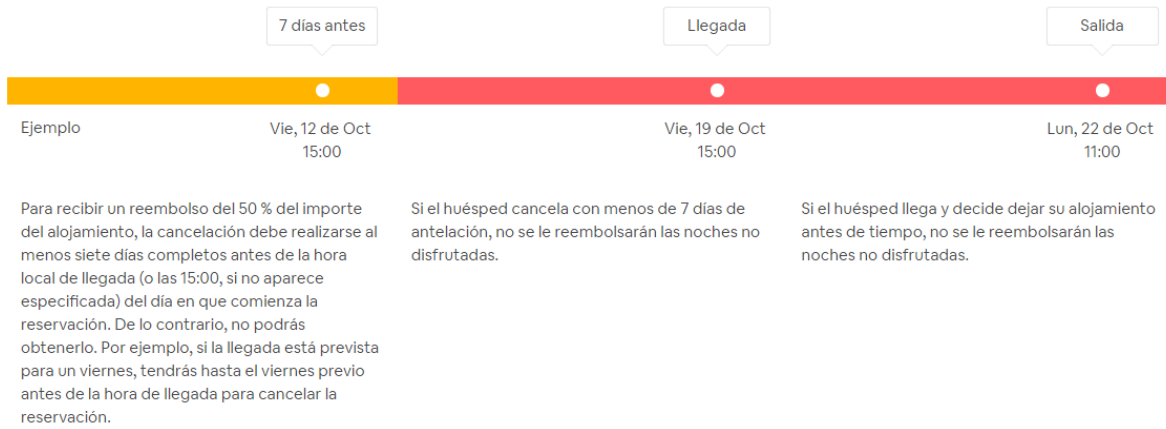 7 días antes
Llegada
Salida
Ejemplo
Vie, 12 de Oct
15:00
Vie, 19 de Oct
15:00
Lun, 22 de Oct
11:00
Para recibir un reembolso del 50 % del importe
del alojamiento, la cancelación debe realizarse al
menos siete días completos antes de la hora
local de llegada (o las 15:00, si no aparece
especificada) del día en que comienza la
reservación. De lo contrario, no podrás
obtenerlo. Por ejemplo, si la llegada está prevista
para un viernes, tendrás hasta el viernes previo
antes de la hora de llegada para cancelar la
reservación.
Si el huésped cancela con menos de 7 días de
antelación, no se le reembolsarán las noches no
disfrutadas.
Si el huésped llega y decide dejar su alojamiento
antes de tiempo, no se le reembolsarán las
noches no disfrutadas.